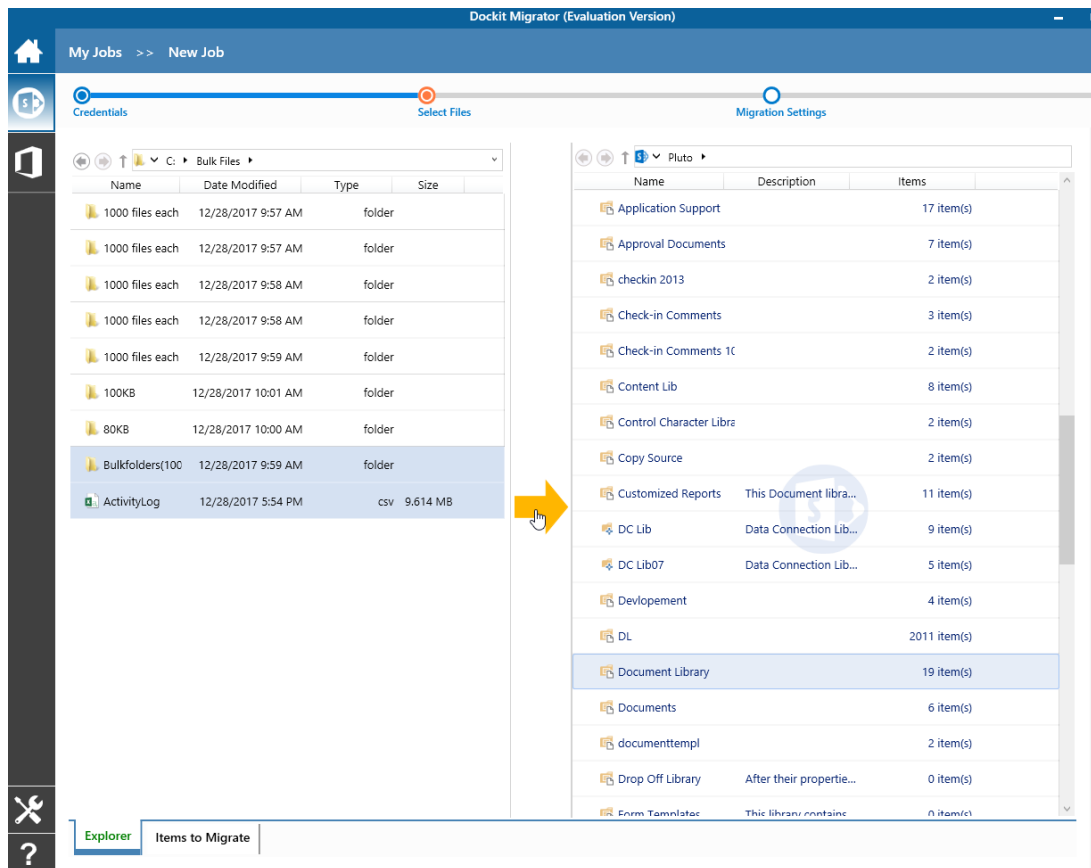 Dockit Migrator (Evaluation Version)
My Jobs >> New Job
Credentials Select Files Migration Settings
C: Bulk Files
Name Date Modified Type Size
1000 files each 12/28/2017 9:57 AM folder
1000 files each 12/28/2017 9:57 AM folder
1000 files each 12/28/2017 9:58 AM folder
1000 files each 12/28/2017 9:58 AM folder
1000 files each 12/28/2017 9:59 AM folder
100KB 12/28/2017 10:01 AM folder
80KB 12/28/2017 10:00 AM folder
Bulkfolders(100 12/28/2017 9:59 AM folder
ActivityLog 12/28/2017 5:54 PM csv 9.614 MB
Pluto
Name Description Items
Application Support 17 item(s)
Approval Documents 7 item(s)
checkin 2013 2 item(s)
Check-in Comments 3 item(s)
Check-in Comments 10 2 item(s)
Content Lib 8 item(s)
Control Character Libra 2 item(s)
Copy Source 2 item(s)
Customized Reports This Document libra... 11 item(s)
DC Lib Data Connection Lib... 9 item(s)
DC Lib07 Data Connection Lib... 5 item(s)
Devlopement 4 item(s)
DL 2011 item(s)
Document Library 19 item(s)
Documents 6 item(s)
documenttempl 2 item(s)
Drop Off Library After their propertie... 0 item(s)
Form Templates This library contains 0 item(s)
Explorer Items to Migrate